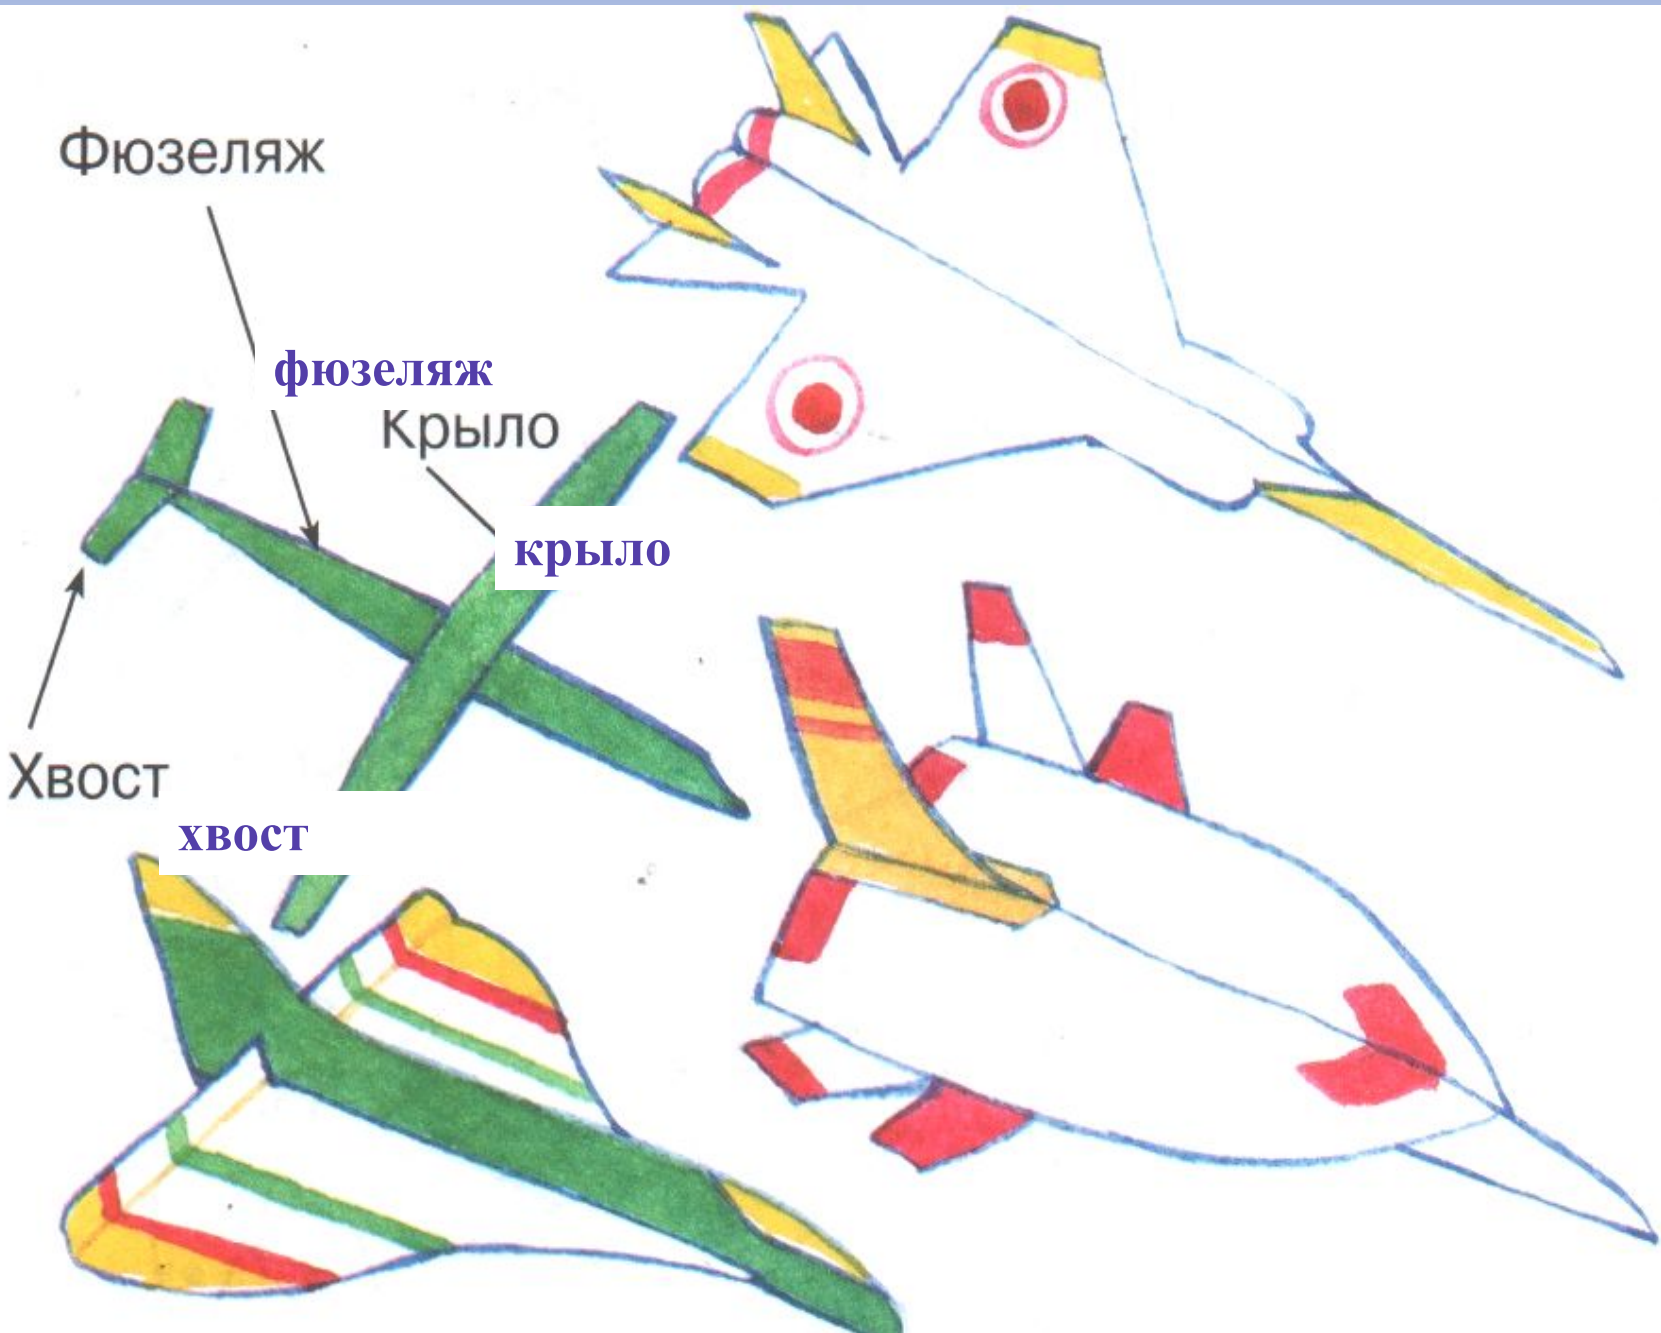 Фюзеляж
фюзеляж
Крыло
крыло
Хвост
хвост